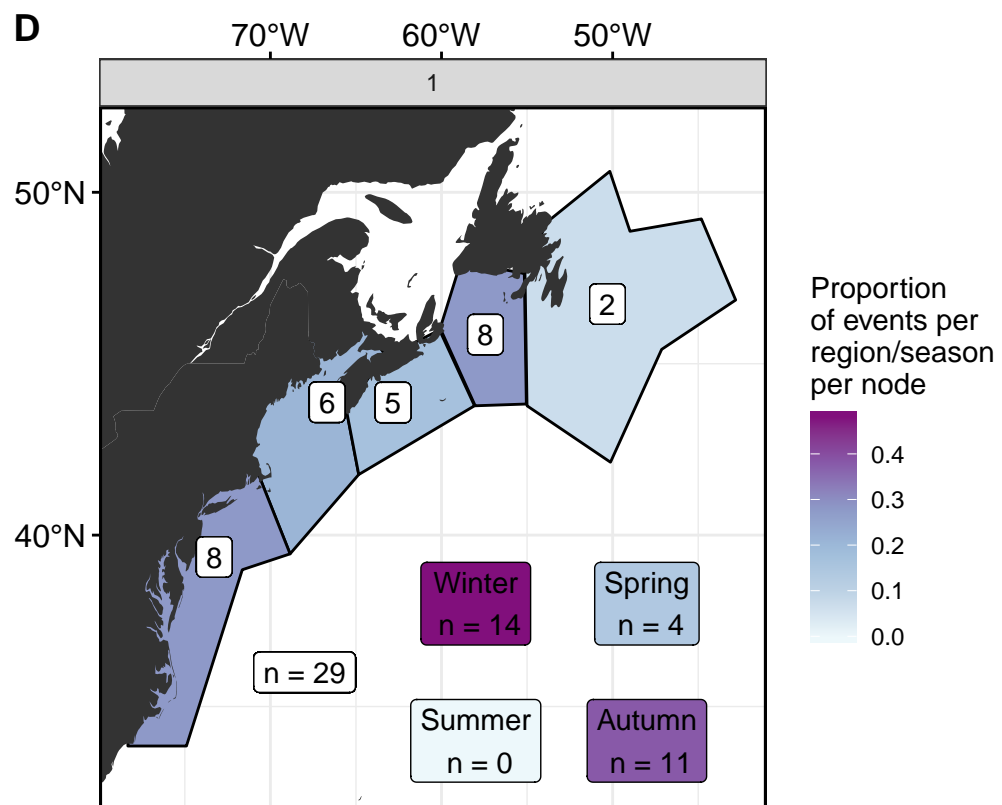 D
70°W 60°W 50°W
1
50°N
40°N
2
8
6
5
8
Winter
n = 14
Spring
n = 4
n = 29
Summer
n = 0
Autumn
n = 11
Proportion
of events per
region/season
per node
0.4
0.3
0.2
0.1
0.0